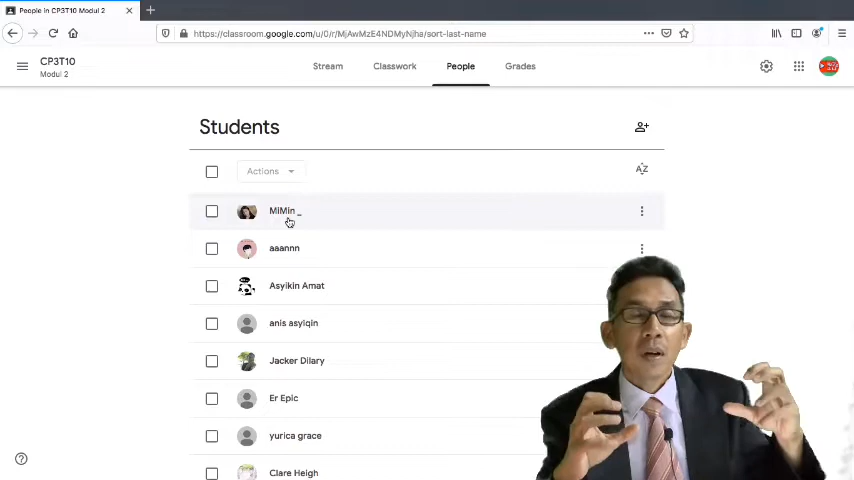 People in CP3T10 Modul 2
https://classroom.google.com/u/0/r/MjAwMzE4NDMyNjha/sort-last-name
CP3T10
Modul 2
Stream
Classwork
People
Grades
Students
Actions
AZ
MiMin _
aaannn
Asyikin Amat
anis asyiqin
Jacker Dilary
Er Epic
yurica grace
Clare Heigh